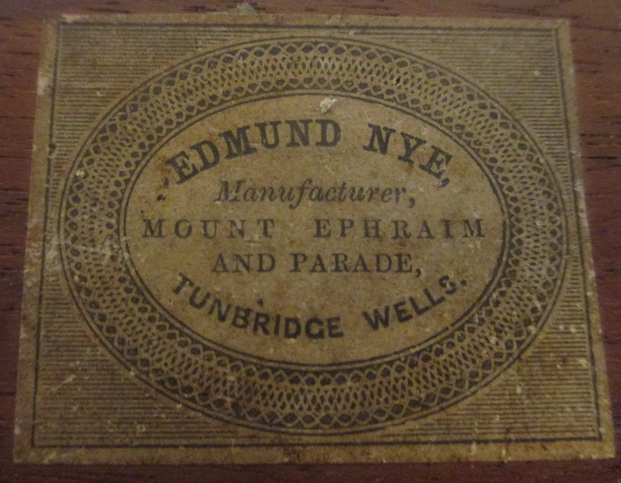 EDMUND NYE,
Manufacturer,
MOUNT EPHRAIM
AND PARADE,
TUNBRIDGE WELLS.